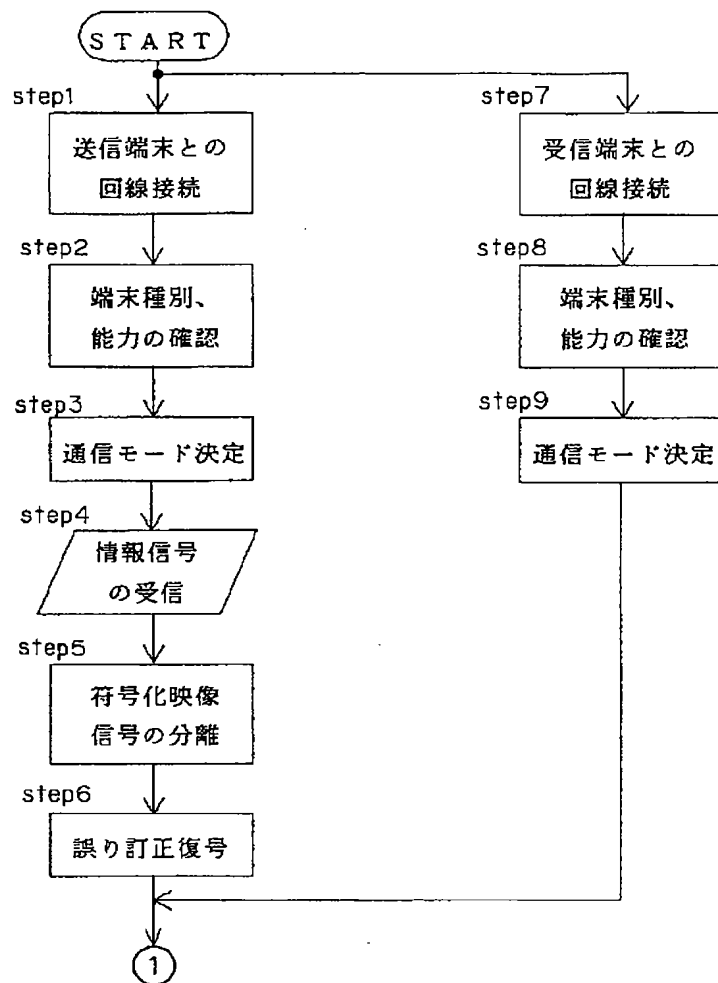 START
step1
送信端末との
回線接続
step2
端末種別、
能力の確認
step3
通信モード決定
step4
情報信号
の受信
step5
符号化映像
信号の分離
step6
誤り訂正復号
step7
受信端末との
回線接続
step8
端末種別、
能力の確認
step9
通信モード決定
1